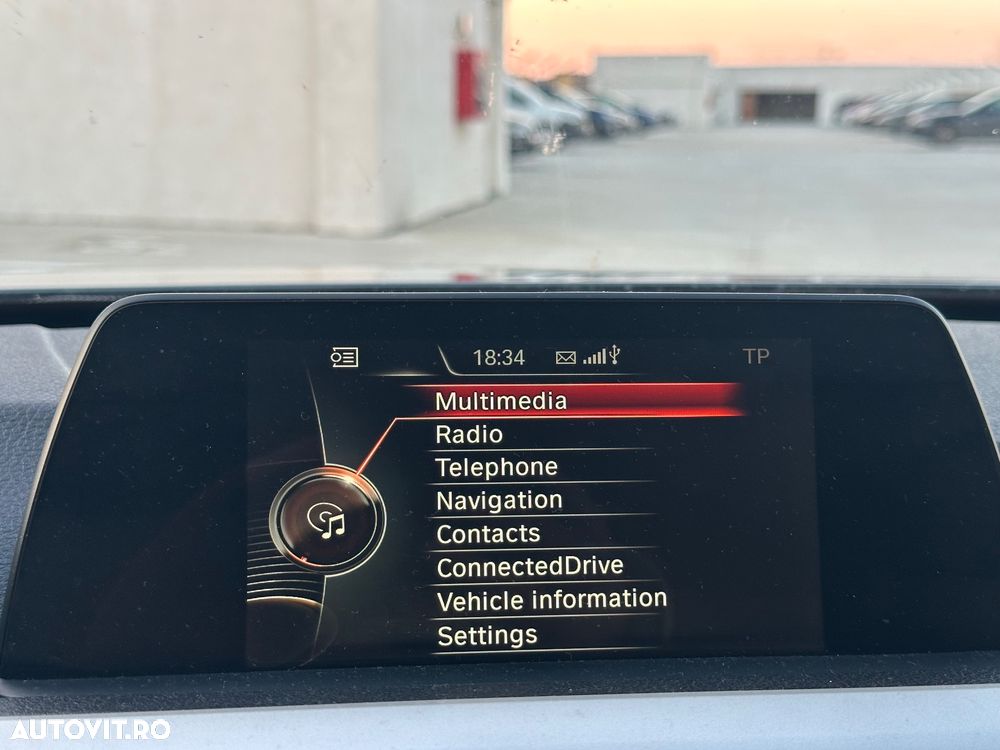 18:34
TP
Multimedia
Radio
Telephone
Navigation
Contacts
ConnectedDrive
Vehicle information
Settings
AUTOVIT.RO